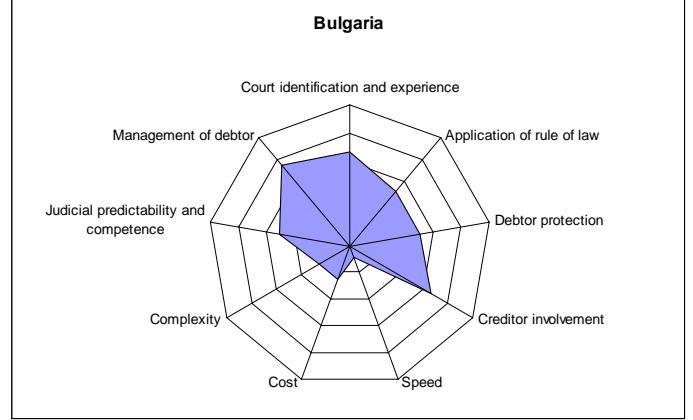 Bulgaria
Court identification and experience
Management of debtor
Application of rule of law
Judicial predictability and
competence
Debtor protection
Complexity
Creditor involvement
Cost
Speed